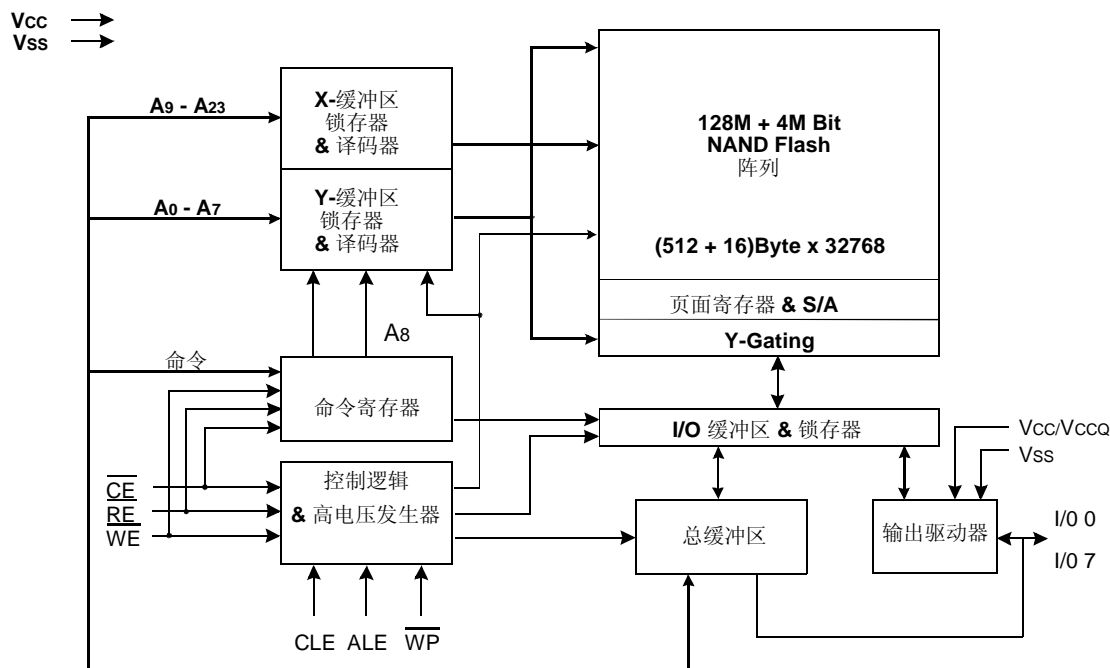 VCC
VSS
A9 - A23
X-缓冲区
锁存器
& 译码器
A0 - A7
Y-缓冲区
锁存器
& 译码器
128M + 4M Bit
NAND Flash
阵列
(512 + 16)Byte x 32768
页面寄存器 & S/A
Y-Gating
A8
命令
命令寄存器
I/O 缓冲区 & 锁存器
VCC/VCCQ
VSS
CE
RE
WE
控制逻辑
& 高电压发生器
总缓冲区
输出驱动器
I/0 0
I/0 7
CLE ALE WP